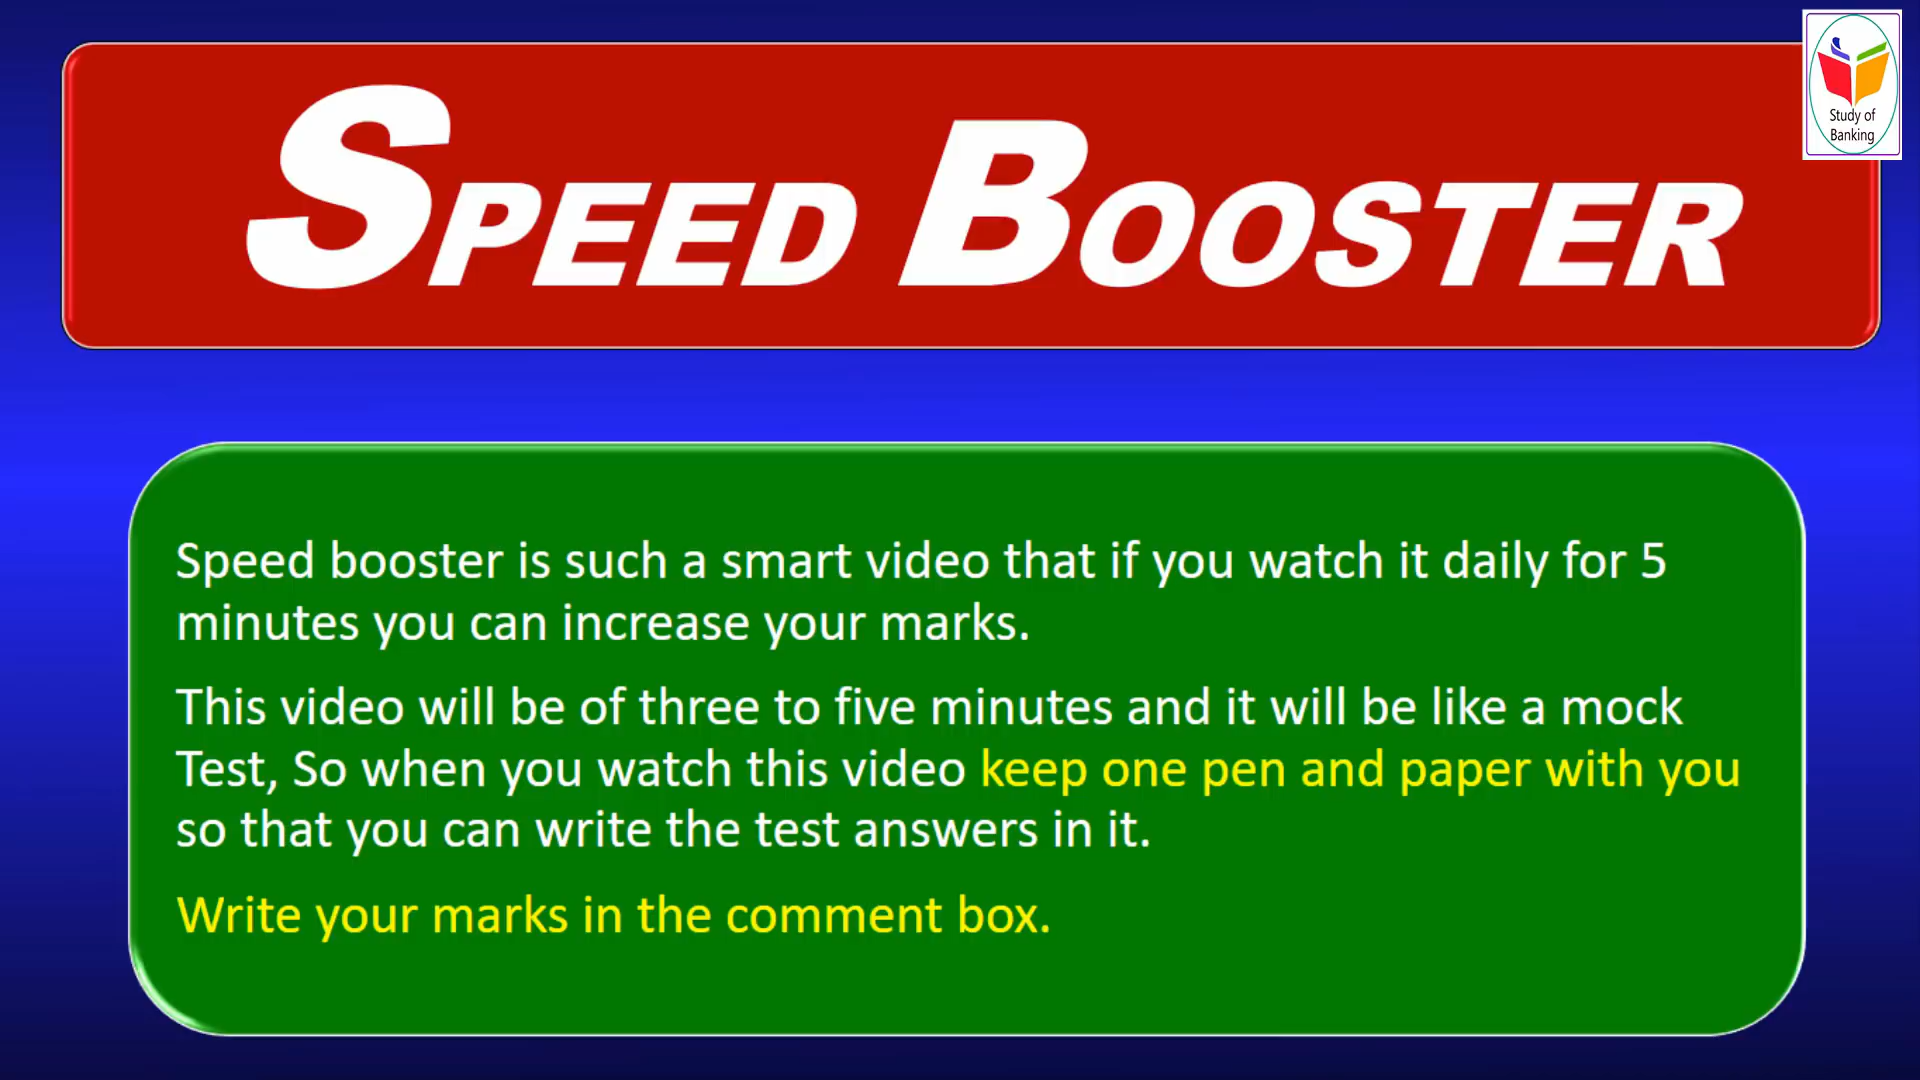 Study of
Banking
SPEED BOOSTER
Speed booster is such a smart video that if you watch it daily for 5
minutes you can increase your marks.
This video will be of three to five minutes and it will be like a mock
Test, So when you watch this video keep one pen and paper with you
so that you can write the test answers in it.
Write your marks in the comment box.